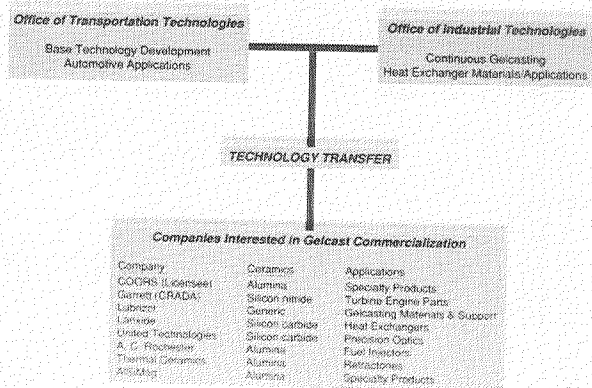 Office of Transportation Technologies
Base Technology Development
Automotive Applications
Office of Industrial Technologies
Continuous Gelcasting
Heat Exchanger Materials/Applications
TECHNOLOGY TRANSFER
Companies Interested in Gelcast Commercialization
Company Ceramics Applications
COORS (Licensee) Alumina Specialty Products
Garrett (CRADA) Silicon nitride Turbine Engine Parts
Lubrizol Generic Gelcasting Materials & Support
Lanxide Silicon carbide Heat Exchangers
United Technologies Silicon carbide Precision Optics
A. C. Rochester Alumina Fuel Injectors
Thermal Ceramics Alumina Refractories
Alumina Specialty Products